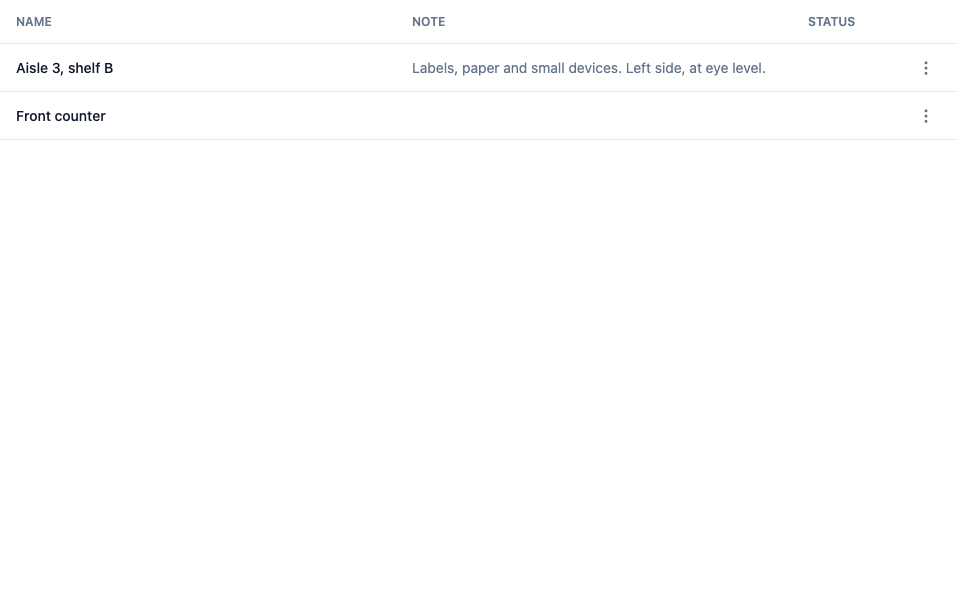 NAME NOTE STATUS
Aisle 3, shelf B Labels, paper and small devices. Left side, at eye level.
Front counter